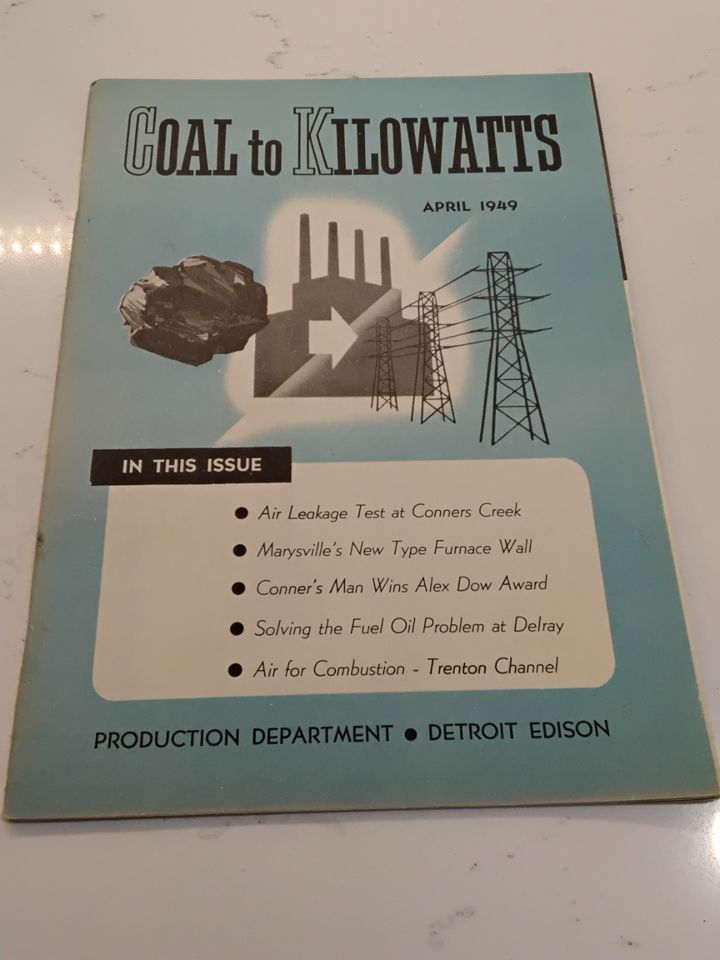 COAL to KILOWATTS
APRIL 1949
IN THIS ISSUE
● Air Leakage Test at Conners Creek
● Marysville's New Type Furnace Wall
● Conner's Man Wins Alex Dow Award
● Solving the Fuel Oil Problem at Delray
● Air for Combustion - Trenton Channel
PRODUCTION DEPARTMENT ● DETROIT EDISON